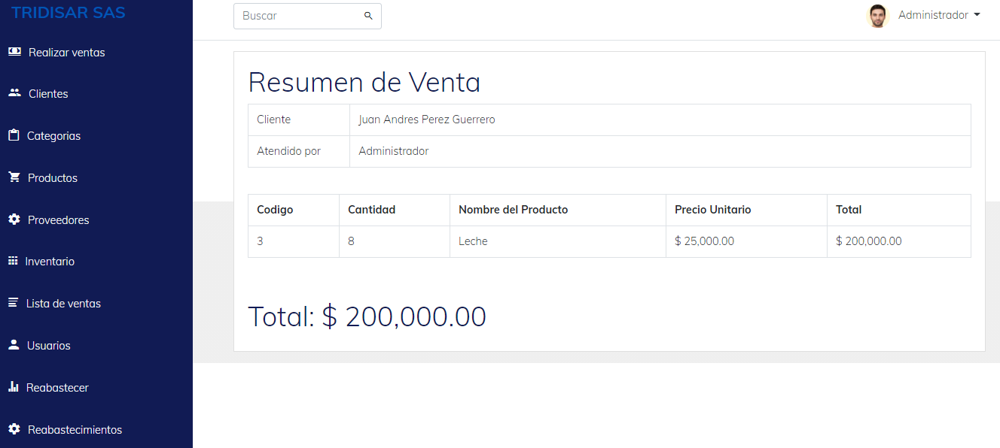 TRIDISAR SAS
Realizar ventas
Clientes
Categorias
Productos
Proveedores
Inventario
Lista de ventas
Usuarios
Reabastecer
Reabastecimientos
Buscar
Administrador
Resumen de Venta
Cliente Juan Andres Perez Guerrero
Atendido por Administrador
Codigo Cantidad Nombre del Producto Precio Unitario Total
3 8 Leche $ 25,000.00 $ 200,000.00
Total: $ 200,000.00